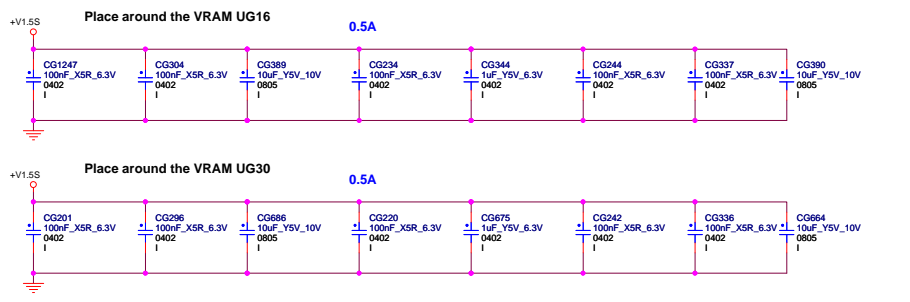 Place around the VRAM UG16
+V1.5S
0.5A
CG1247
100nF_X5R_6.3V
0402
I
CG304
100nF_X5R_6.3V
0402
I
CG389
10uF_Y5V_10V
0805
I
CG234
100nF_X5R_6.3V
0402
I
CG344
1uF_Y5V_6.3V
0402
I
CG244
100nF_X5R_6.3V
0402
I
CG337
100nF_X5R_6.3V
0402
I
CG390
10uF_Y5V_10V
0805
I
Place around the VRAM UG30
+V1.5S
0.5A
CG201
100nF_X5R_6.3V
0402
I
CG296
100nF_X5R_6.3V
0402
I
CG686
10uF_Y5V_10V
0805
I
CG220
100nF_X5R_6.3V
0402
I
CG675
1uF_Y5V_6.3V
0402
I
CG242
100nF_X5R_6.3V
0402
I
CG336
100nF_X5R_6.3V
0402
I
CG664
10uF_Y5V_10V
0805
I